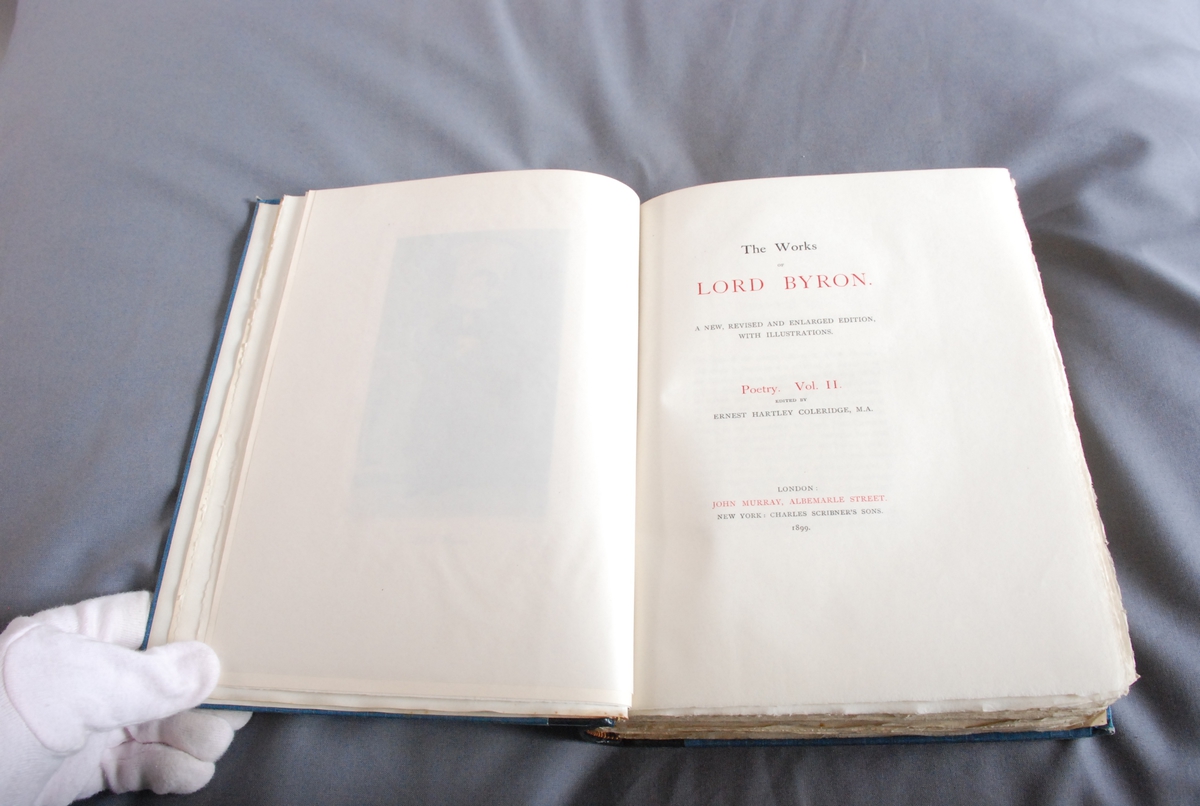 The Works
OF
LORD BYRON.
A NEW, REVISED AND ENLARGED EDITION,
WITH ILLUSTRATIONS.
Poetry. Vol. II.
EDITED BY
ERNEST HARTLEY COLERIDGE, M.A.
LONDON:
JOHN MURRAY, ALBEMARLE STREET.
NEW YORK: CHARLES SCRIBNER'S SONS.
1899.